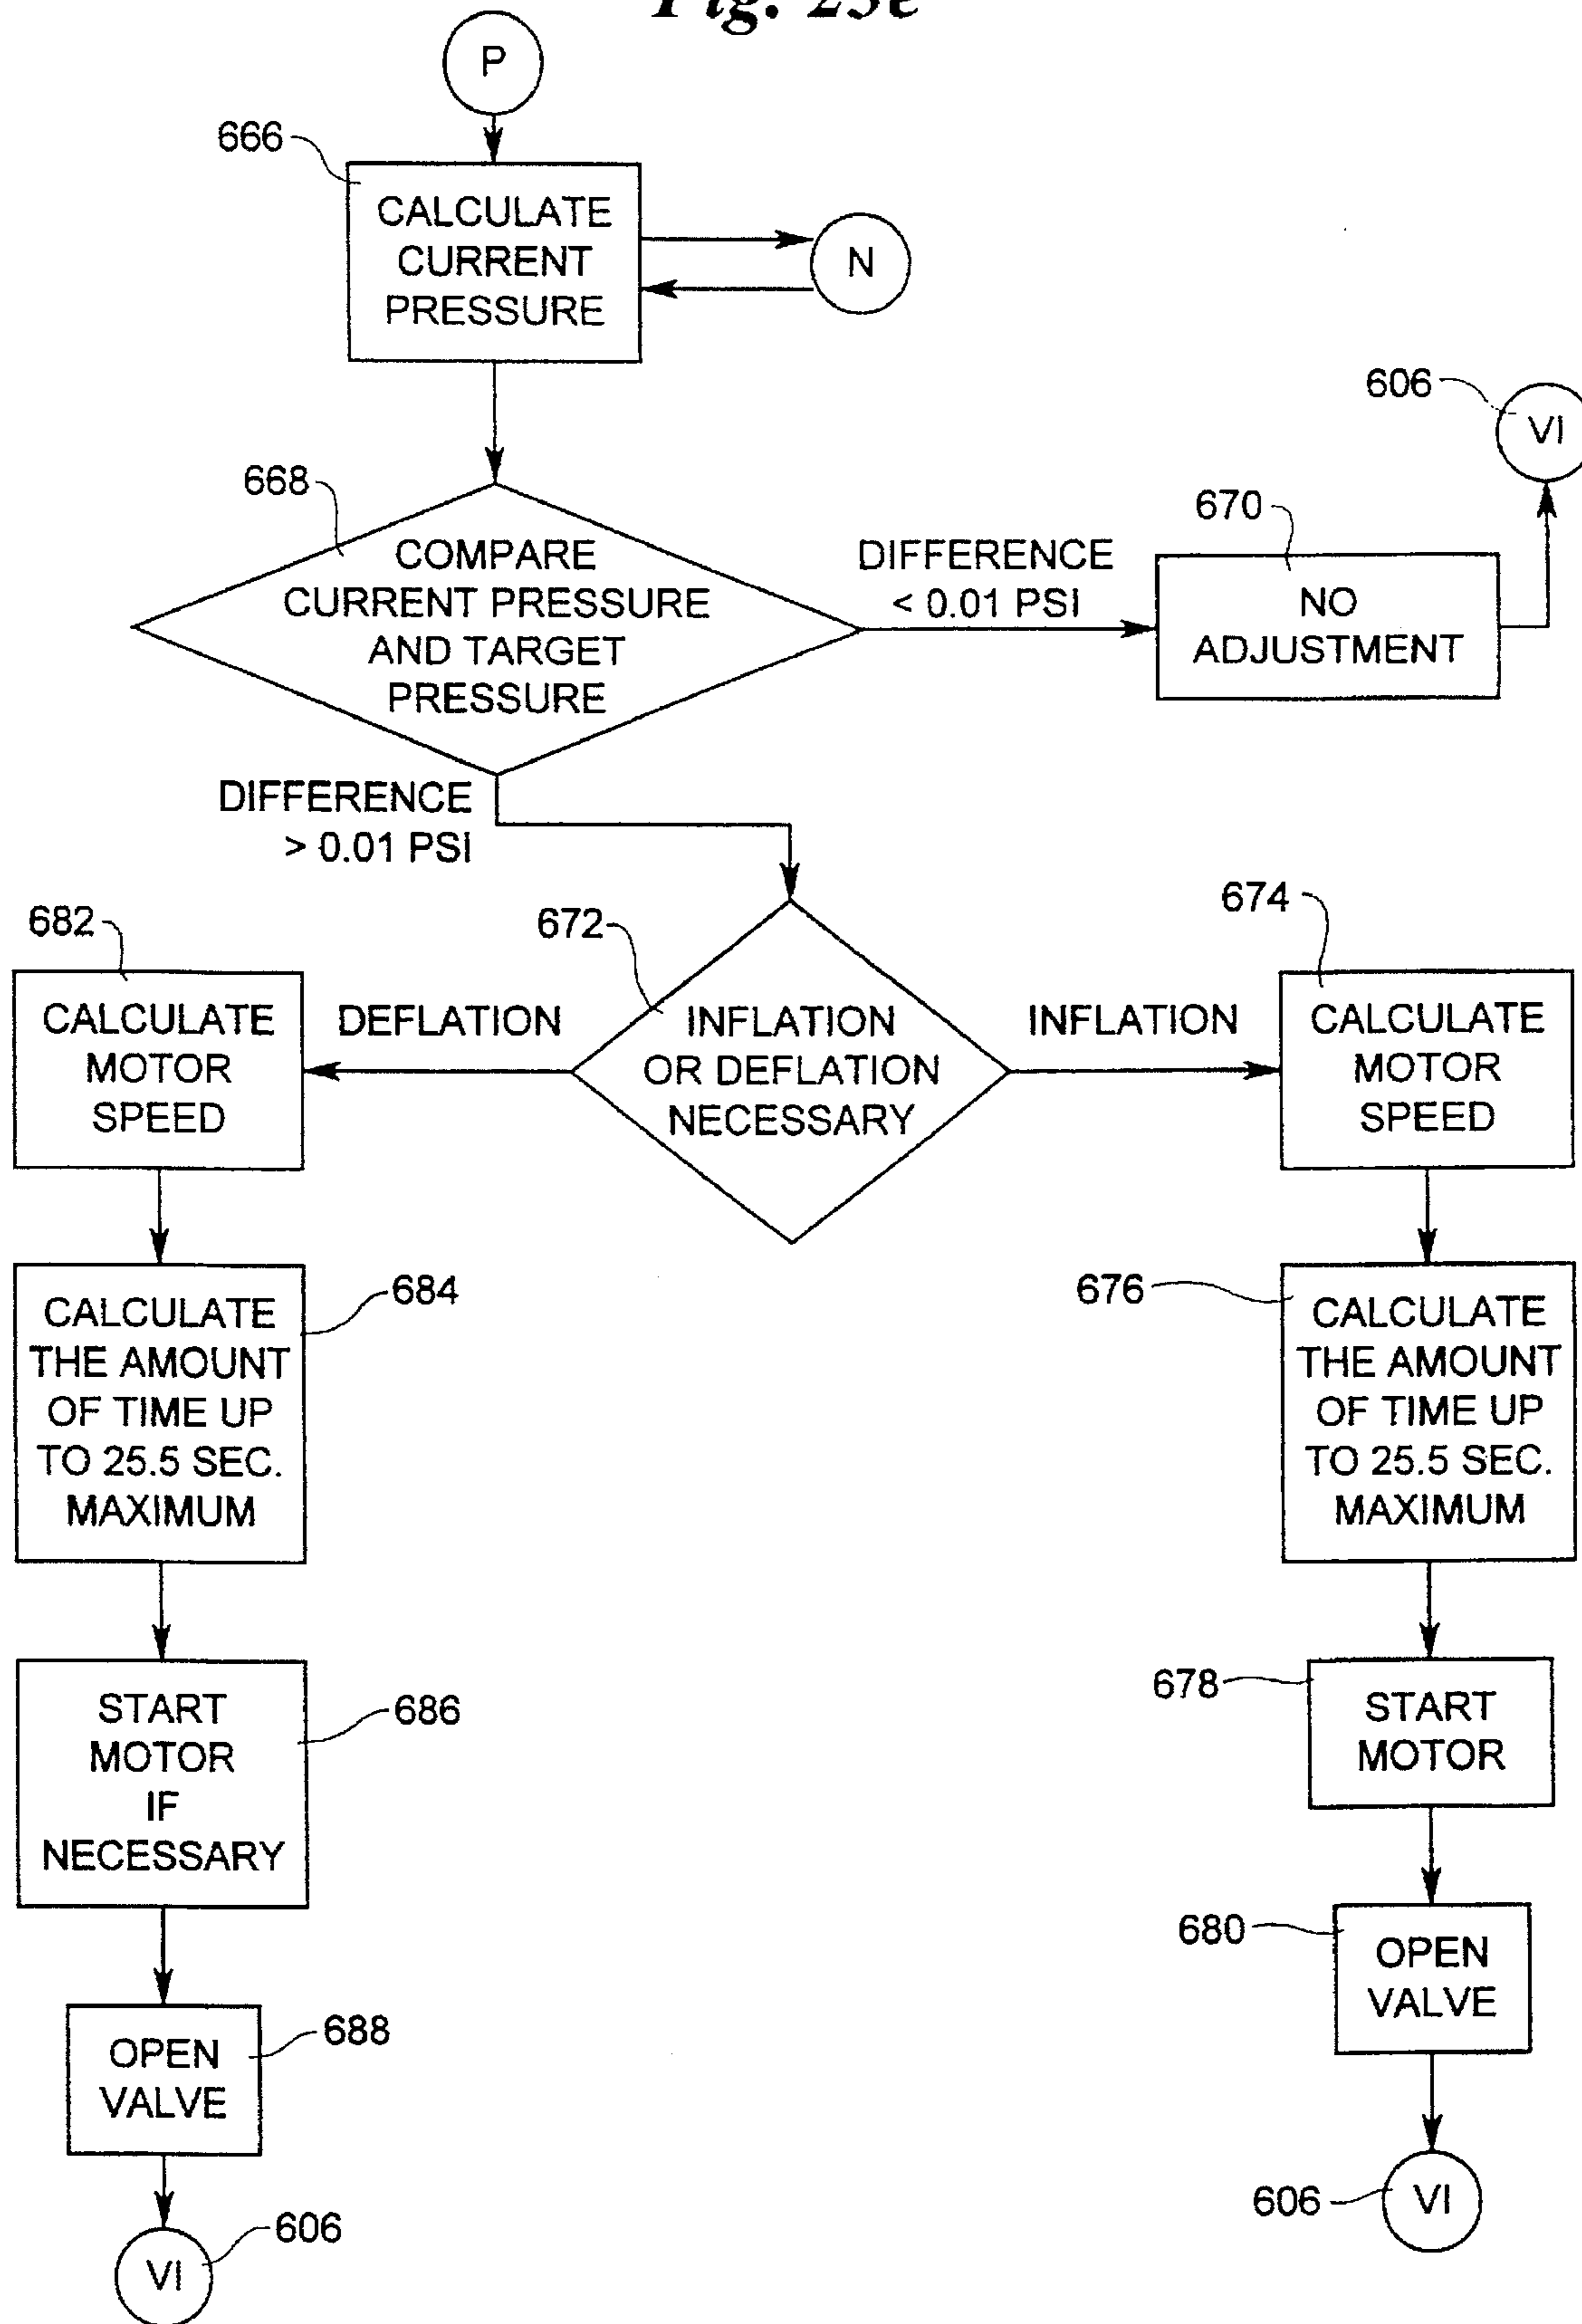 Fig. 23e
P
666
CALCULATE
CURRENT
PRESSURE
N
606
VI
668
COMPARE
CURRENT PRESSURE
AND TARGET
PRESSURE
DIFFERENCE
< 0.01 PSI
670
NO
ADJUSTMENT
DIFFERENCE
> 0.01 PSI
682
CALCULATE
MOTOR
SPEED
DEFLATION
672
INFLATION
OR DEFLATION
NECESSARY
INFLATION
674
CALCULATE
MOTOR
SPEED
684
CALCULATE
THE AMOUNT
OF TIME UP
TO 25.5 SEC.
MAXIMUM
676
CALCULATE
THE AMOUNT
OF TIME UP
TO 25.5 SEC.
MAXIMUM
686
START
MOTOR
IF
NECESSARY
678
START
MOTOR
688
OPEN
VALVE
680
OPEN
VALVE
606
VI
606
VI